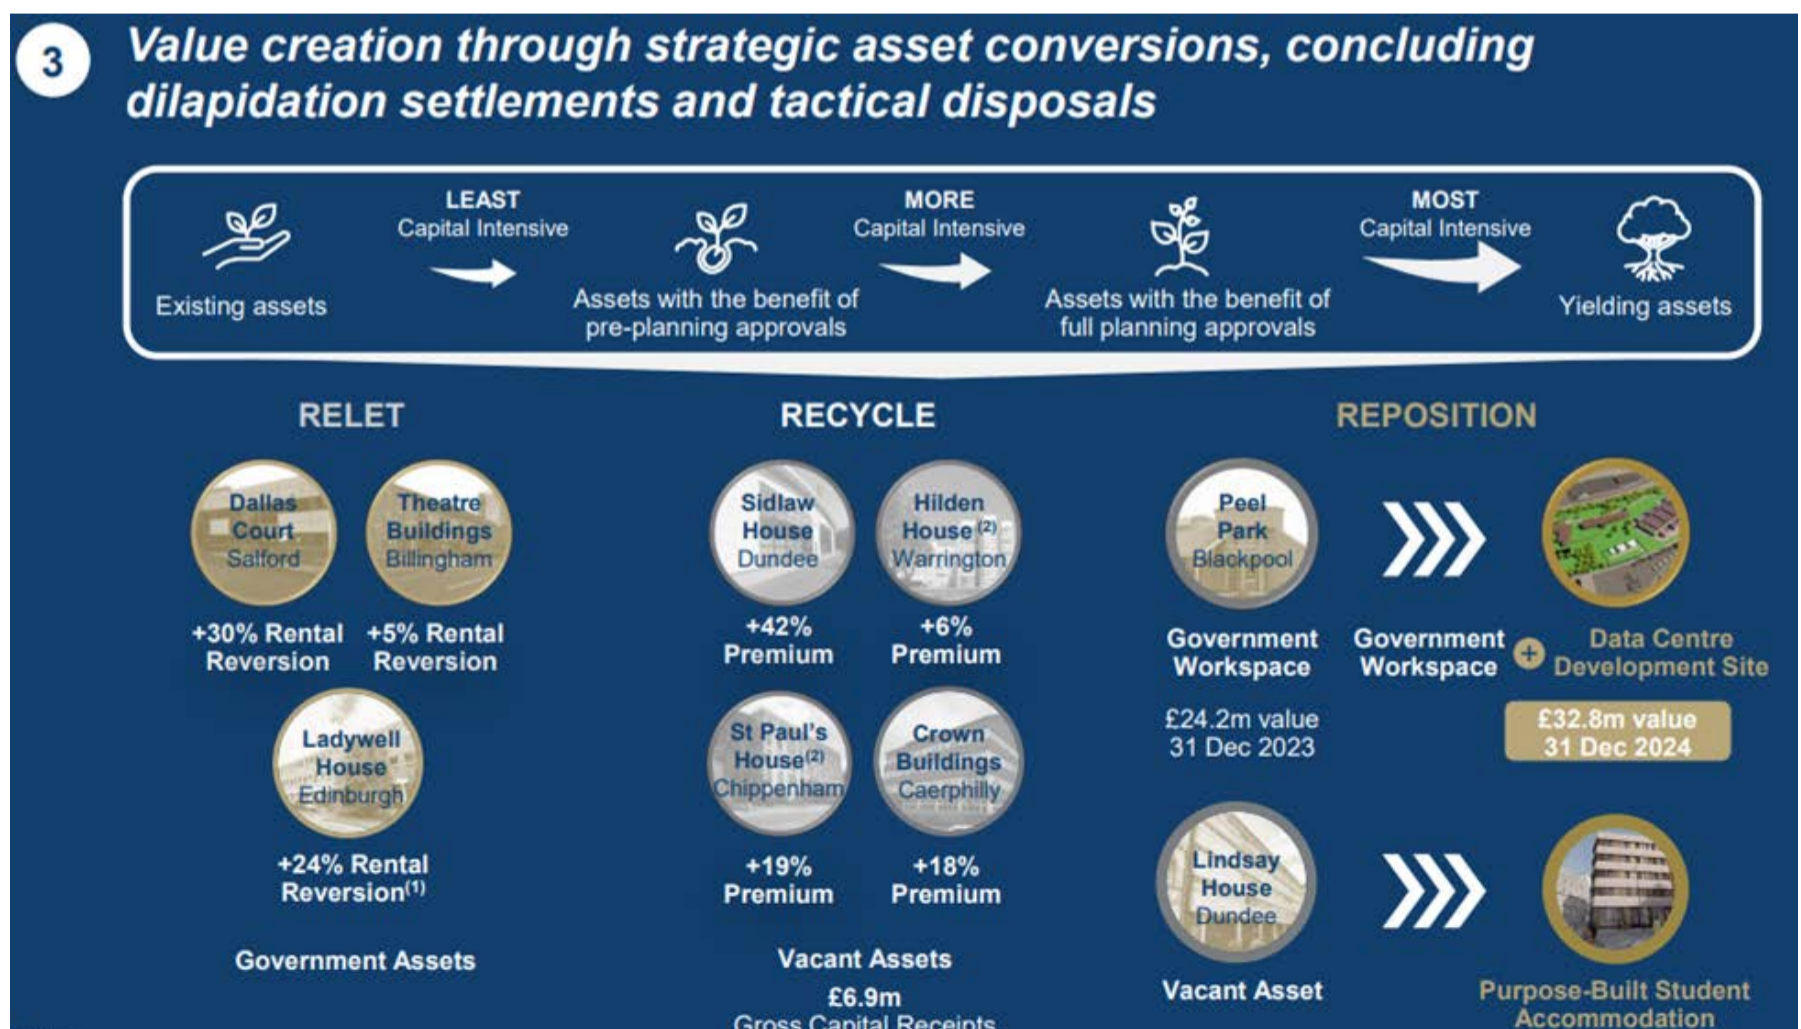 3
Value creation through strategic asset conversions, concluding
dilapidation settlements and tactical disposals
LEAST
Capital Intensive
MORE
Capital Intensive
MOST
Capital Intensive
Existing assets
Assets with the benefit of
pre-planning approvals
Assets with the benefit of
full planning approvals
Yielding assets
RELET
Dallas
Court
Salford
+30% Rental
Reversion
Theatre
Buildings
Billingham
+5% Rental
Reversion
Ladywell
House
Edinburgh
+24% Rental
Reversion(1)
Government Assets
RECYCLE
Sidlaw
House
Dundee
+42%
Premium
Hilden
House (2)
Warrington
+6%
Premium
St Paul's
House(2)
Chippenham
+19%
Premium
Crown
Buildings
Caerphilly
+18%
Premium
Vacant Assets
£6.9m
Gross Capital Receipts
REPOSITION
Peel
Park
Blackpool
Government
Workspace
£24.2m value
31 Dec 2023
Government
Workspace
+
Data Centre
Development Site
£32.8m value
31 Dec 2024
Lindsay
House
Dundee
Vacant Asset
Purpose-Built Student
Accommodation